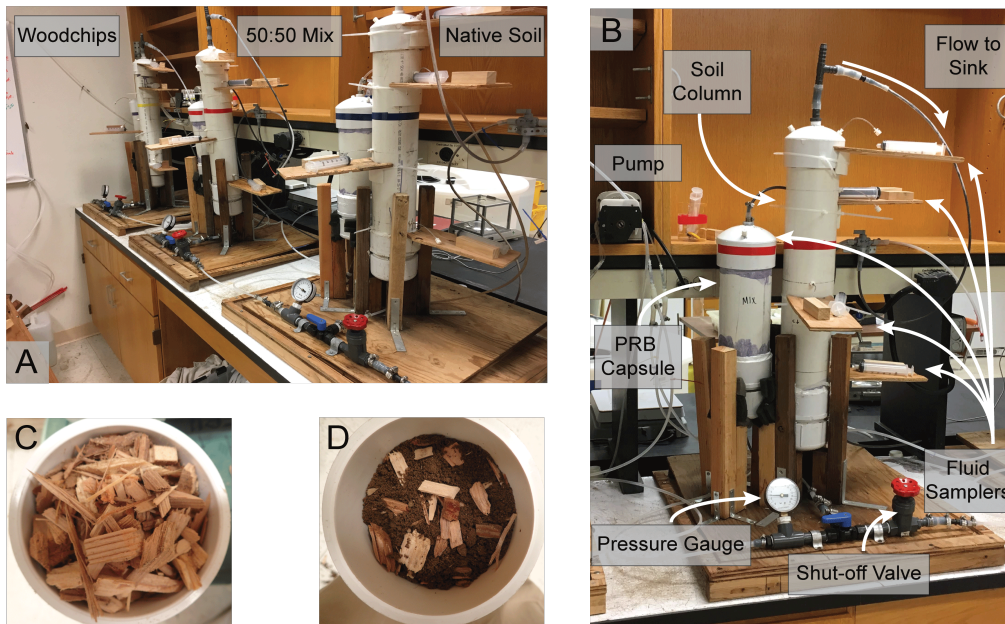 Woodchips
50:50 Mix
Native Soil
A
B
Soil
Column
Flow to
Sink
Pump
MIX
PRB
Capsule
Fluid
Samplers
Pressure Gauge
Shut-off Valve
C
D